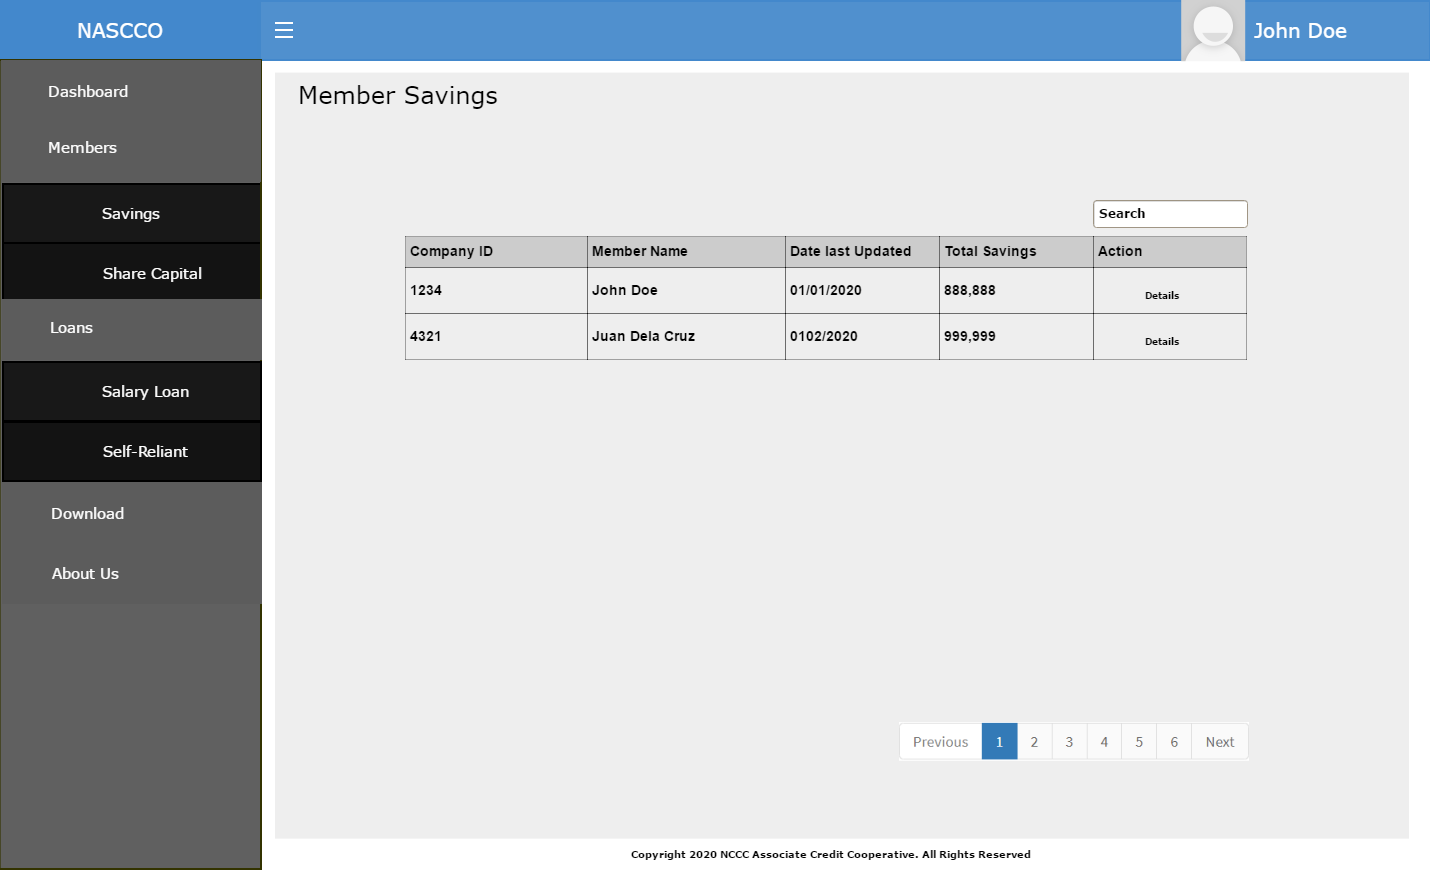 NASCCO
John Doe
Dashboard
Members
Savings
Share Capital
Loans
Salary Loan
Self-Reliant
Download
About Us
Member Savings
Search
Company ID Member Name Date last Updated Total Savings Action
1234 John Doe 01/01/2020 888,888 Details
4321 Juan Dela Cruz 0102/2020 999,999 Details
Previous 1 2 3 4 5 6 Next
Copyright 2020 NCCC Associate Credit Cooperative. All Rights Reserved